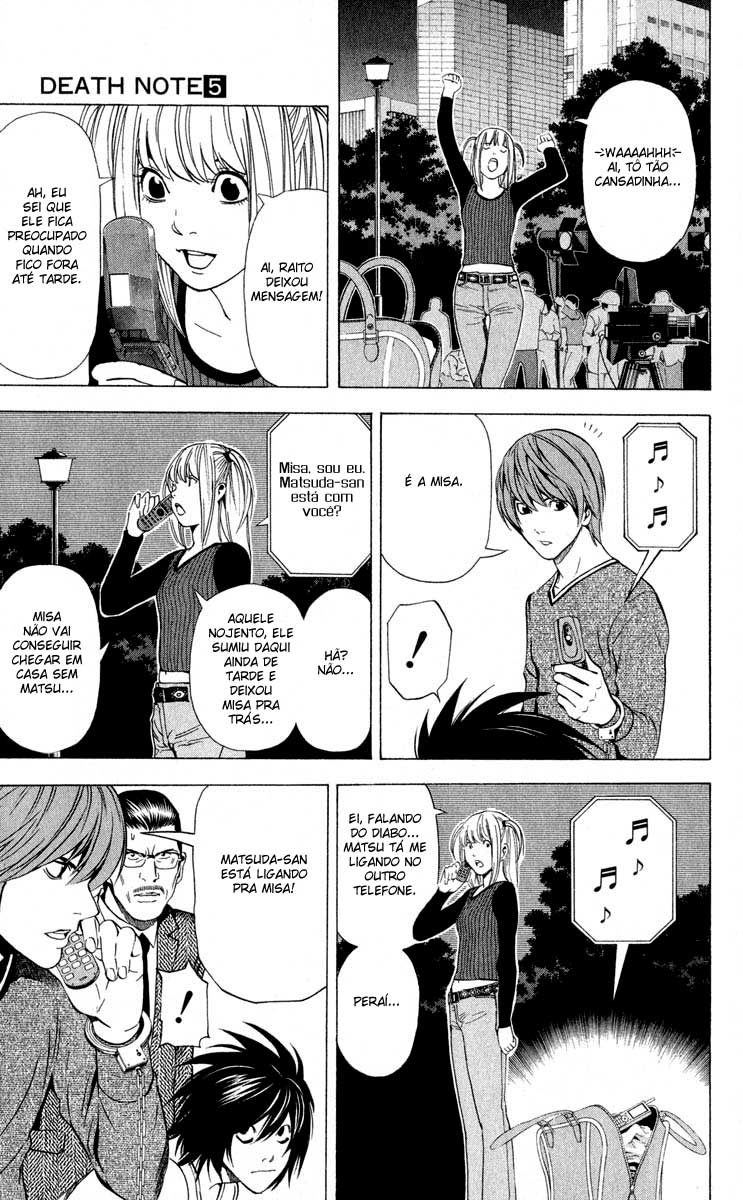 DEATH NOTE 5
-WAAAAHHH-
AI, TÔ TÃO
CANSADINHA...
AI, RAITO
DEIXOU
MENSAGEM!
AH, EU
SEI QUE
ELE FICA
PREOCUPADO
QUANDO
FICO FORA
ATÉ TARDE.
É A MISA.
!
Misa, sou eu.
Matsuda-san
está com
você?
HÃ?
NÃO...
AQUELE
NOJENTO, ELE
SUMIU DAQUI
AINDA DE
TARDE E
DEIXOU
MISA PRA
TRÁS...
MISA
NÃO VAI
CONSEGUIR
CHEGAR EM
CASA SEM
MATSU...
EI, FALANDO
DO DIABO...
MATSU TÁ ME
LIGANDO NO
OUTRO
TELEFONE.
PERAÍ...
MATSUDA-SAN
ESTÁ LIGANDO
PRA MISA!
!